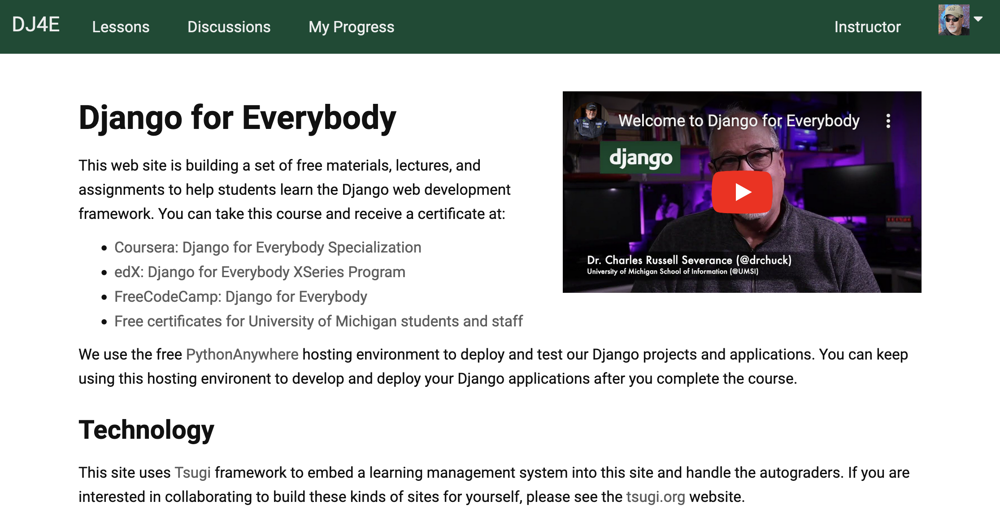 DJ4E Lessons Discussions My Progress Instructor
Django for Everybody
This web site is building a set of free materials, lectures, and
assignments to help students learn the Django web development
framework. You can take this course and receive a certificate at:
Coursera: Django for Everybody Specialization
edX: Django for Everybody XSeries Program
FreeCodeCamp: Django for Everybody
Free certificates for University of Michigan students and staff
Welcome to Django for Everybody
django
Dr. Charles Russell Severance (@drchuck)
University of Michigan School of Information (@UMSI)
We use the free PythonAnywhere hosting environment to deploy and test our Django projects and applications. You can keep
using this hosting environent to develop and deploy your Django applications after you complete the course.
Technology
This site uses Tsugi framework to embed a learning management system into this site and handle the autograders. If you are
interested in collaborating to build these kinds of sites for yourself, please see the tsugi.org website.